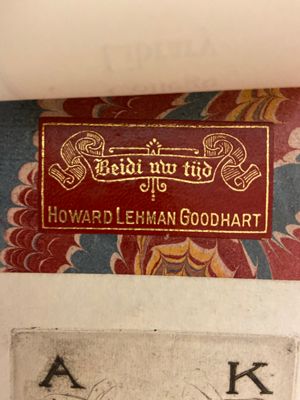 Beidt uw tijd
HOWARD LEHMAN GOODHART
A K